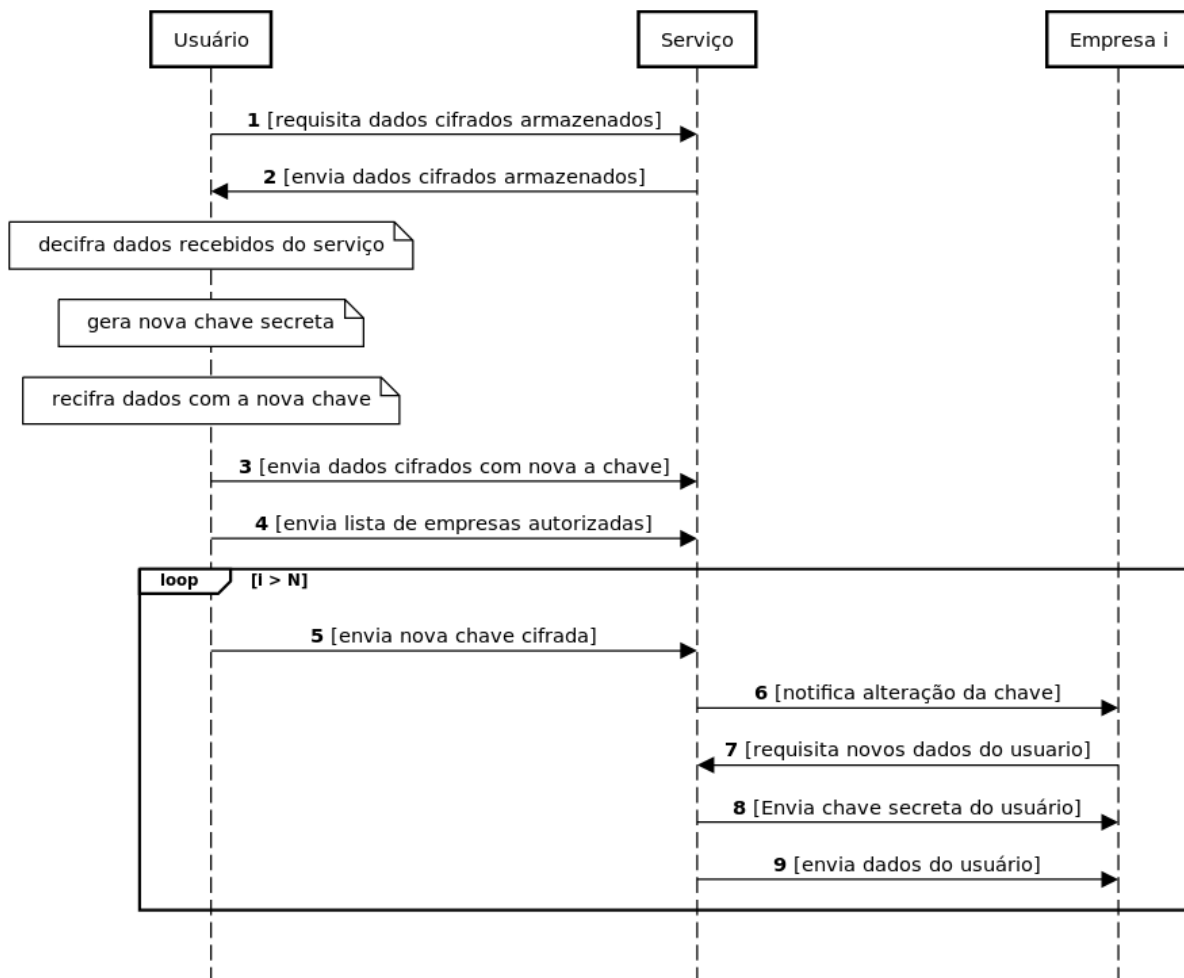 Usuário
Serviço
Empresa i
1 [requisita dados cifrados armazenados]
2 [envia dados cifrados armazenados]
decifra dados recebidos do serviço
gera nova chave secreta
recifra dados com a nova chave
3 [envia dados cifrados com nova a chave]
4 [envia lista de empresas autorizadas]
loop [i > N]
5 [envia nova chave cifrada]
6 [notifica alteração da chave]
7 [requisita novos dados do usuario]
8 [Envia chave secreta do usuário]
9 [envia dados do usuário]